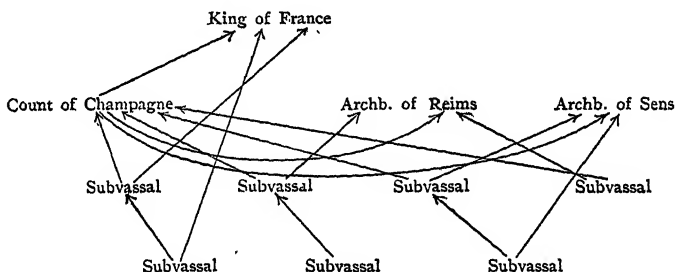 King of France
Count of Champagne Archb. of Reims Archb. of Sens
Subvassal Subvassal Subvassal Subvassal
Subvassal Subvassal Subvassal